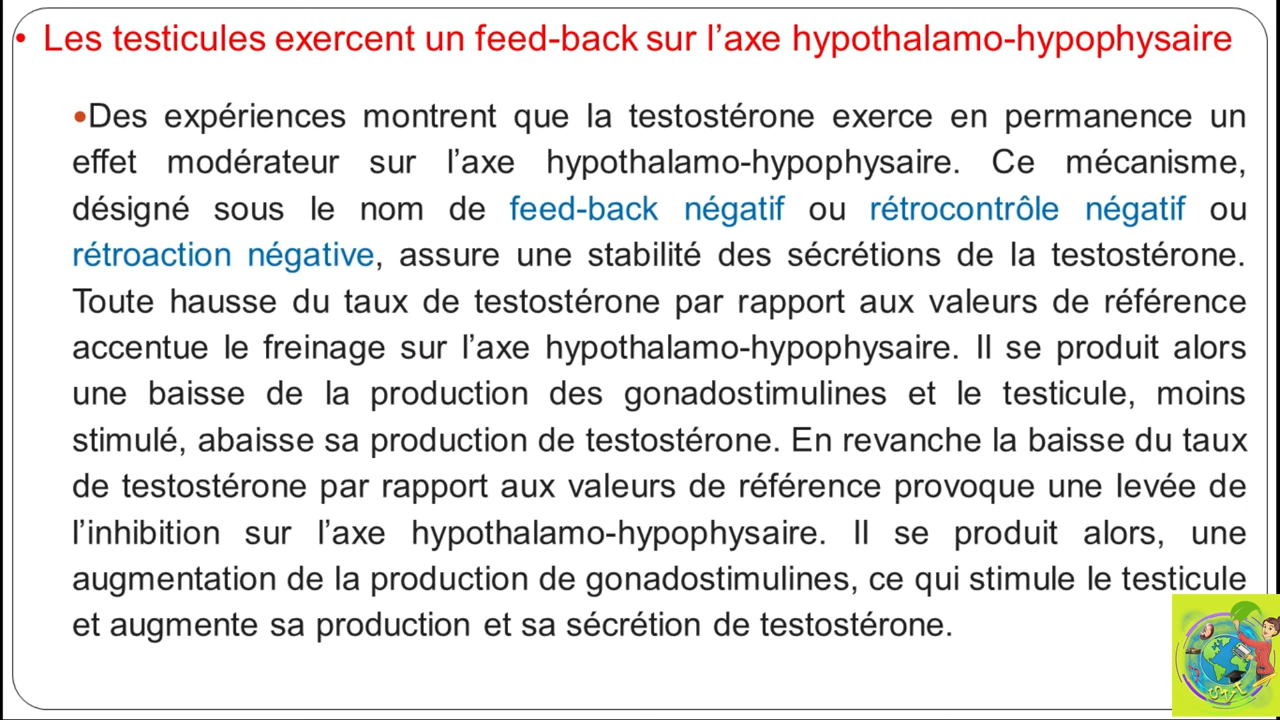 • Les testicules exercent un feed-back sur l’axe hypothalamo-hypophysaire
•Des expériences montrent que la testostérone exerce en permanence un
effet modérateur sur l’axe hypothalamo-hypophysaire. Ce mécanisme,
désigné sous le nom de feed-back négatif ou rétrocontrôle négatif ou
rétroaction négative, assure une stabilité des sécrétions de la testostérone.
Toute hausse du taux de testostérone par rapport aux valeurs de référence
accentue le freinage sur l’axe hypothalamo-hypophysaire. Il se produit alors
une baisse de la production des gonadostimulines et le testicule, moins
stimulé, abaisse sa production de testostérone. En revanche la baisse du taux
de testostérone par rapport aux valeurs de référence provoque une levée de
l’inhibition sur l’axe hypothalamo-hypophysaire. Il se produit alors, une
augmentation de la production de gonadostimulines, ce qui stimule le testicule
et augmente sa production et sa sécrétion de testostérone.
SVT